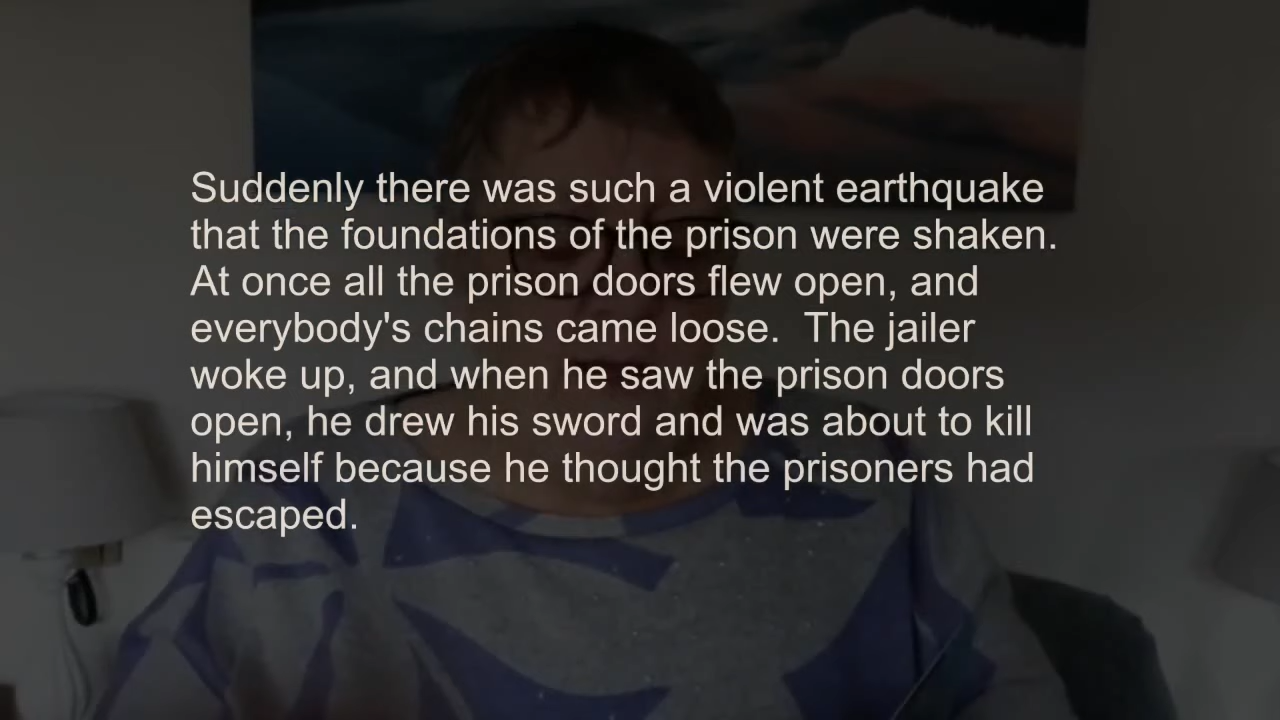 Suddenly there was such a violent earthquake
that the foundations of the prison were shaken.
At once all the prison doors flew open, and
everybody's chains came loose.  The jailer
woke up, and when he saw the prison doors
open, he drew his sword and was about to kill
himself because he thought the prisoners had
escaped.